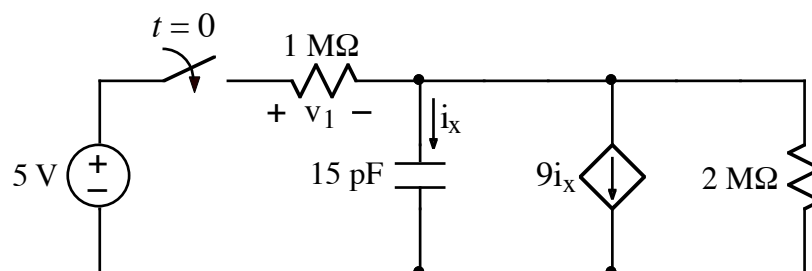 t = 0
1 MΩ
+ v1 −
ix
5 V
+
−
15 pF
9ix
2 MΩ